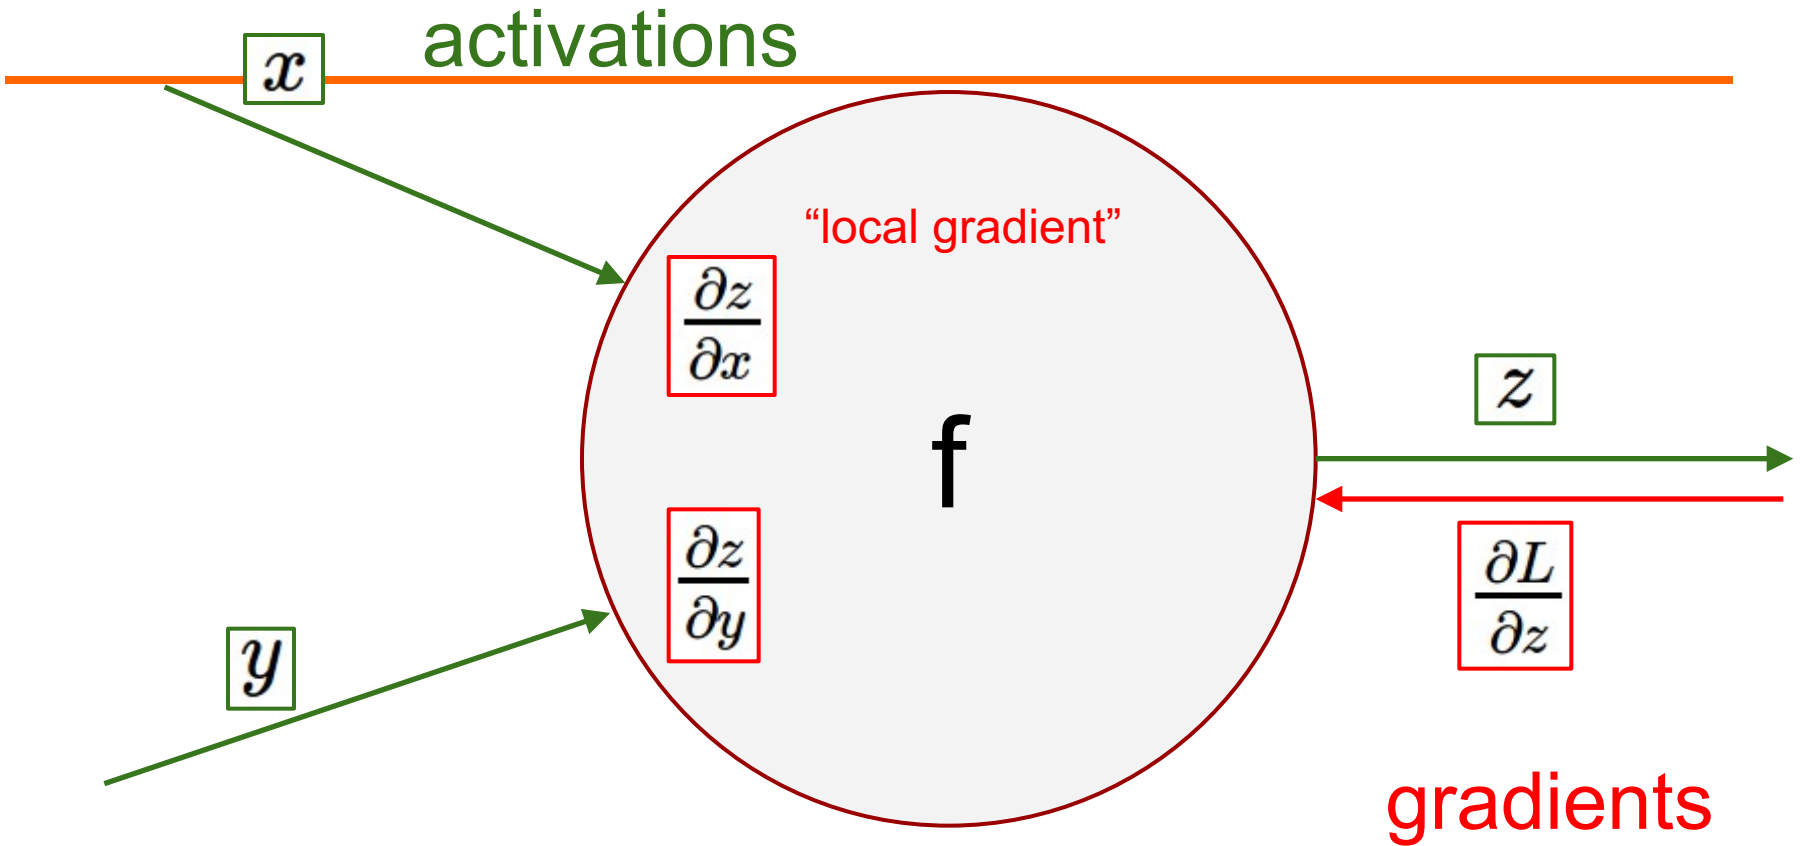 activations
x
“local gradient”
∂z
∂x
f
z
∂z
∂y
∂L
∂z
y
gradients